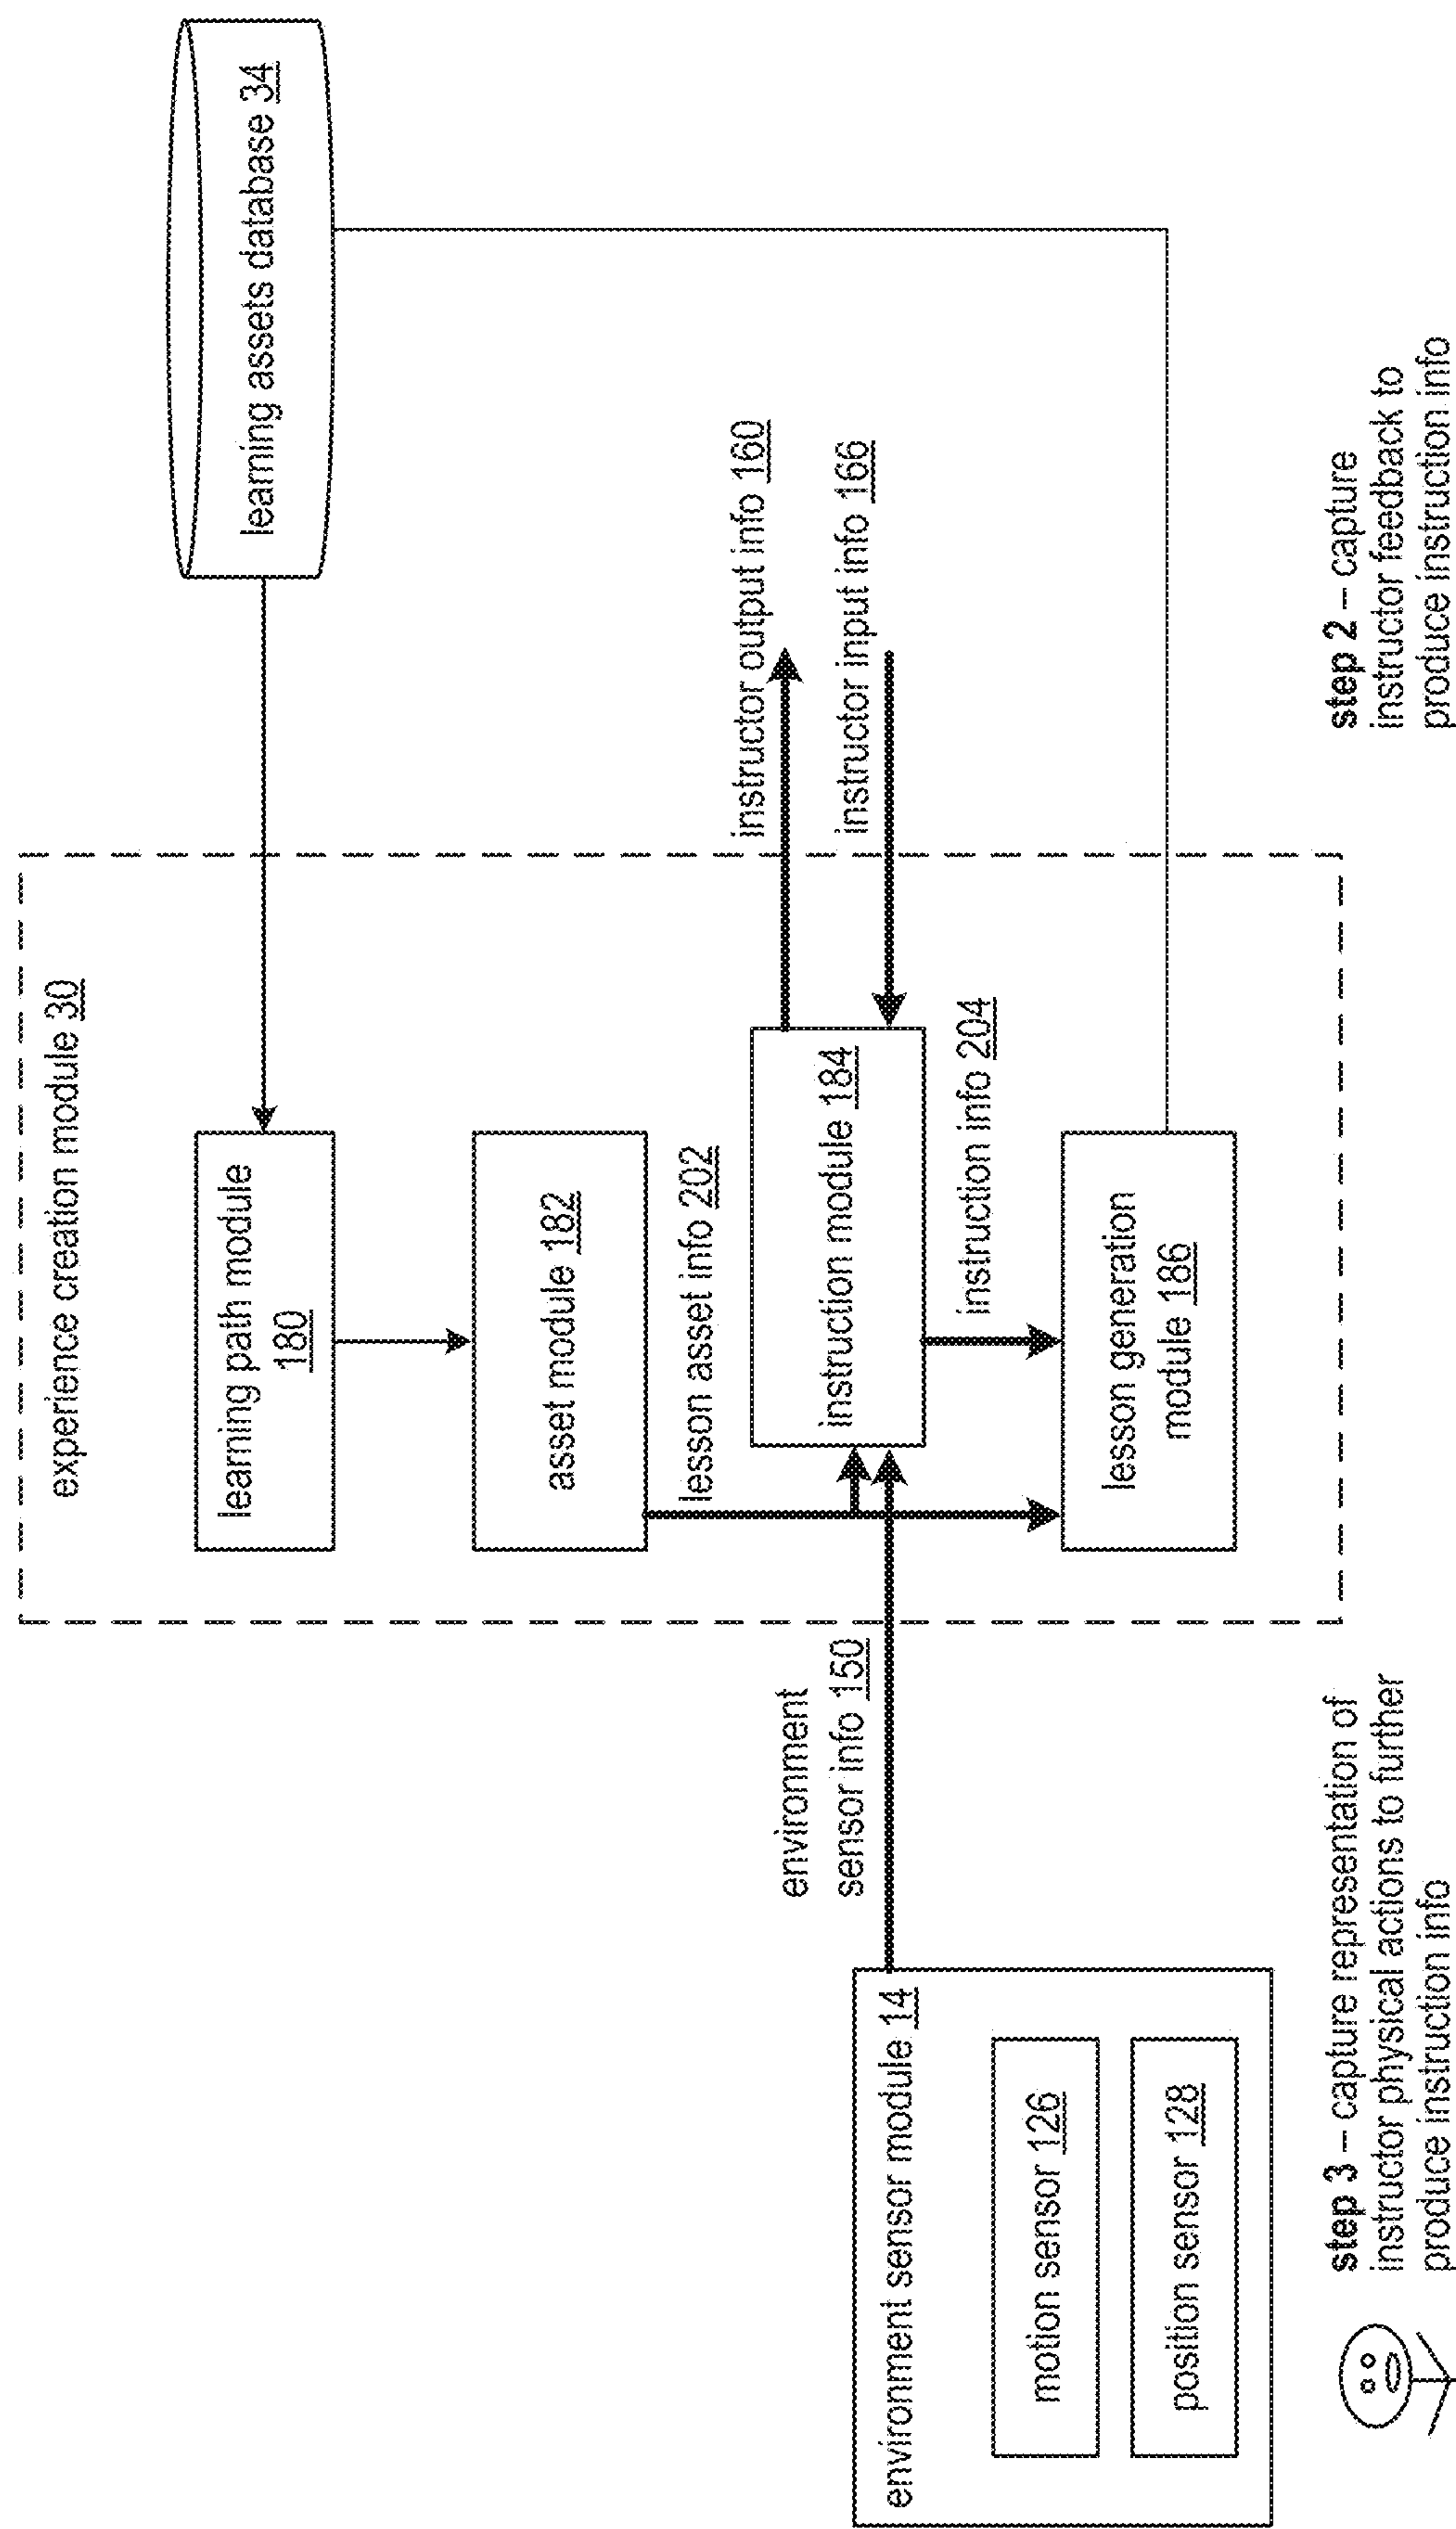 experience creation module 30
learning assets database 34
learning path module
180
asset module 182
lesson asset info 202
instructor output info 160
environment
sensor info 150
instruction module 184
instructor input info 166
environment sensor module 14
instruction info 204
motion sensor 126
lesson generation
module 186
position sensor 128
step 3 – capture representation of
instructor physical actions to further
produce instruction info
step 2 – capture
instructor feedback to
produce instruction info